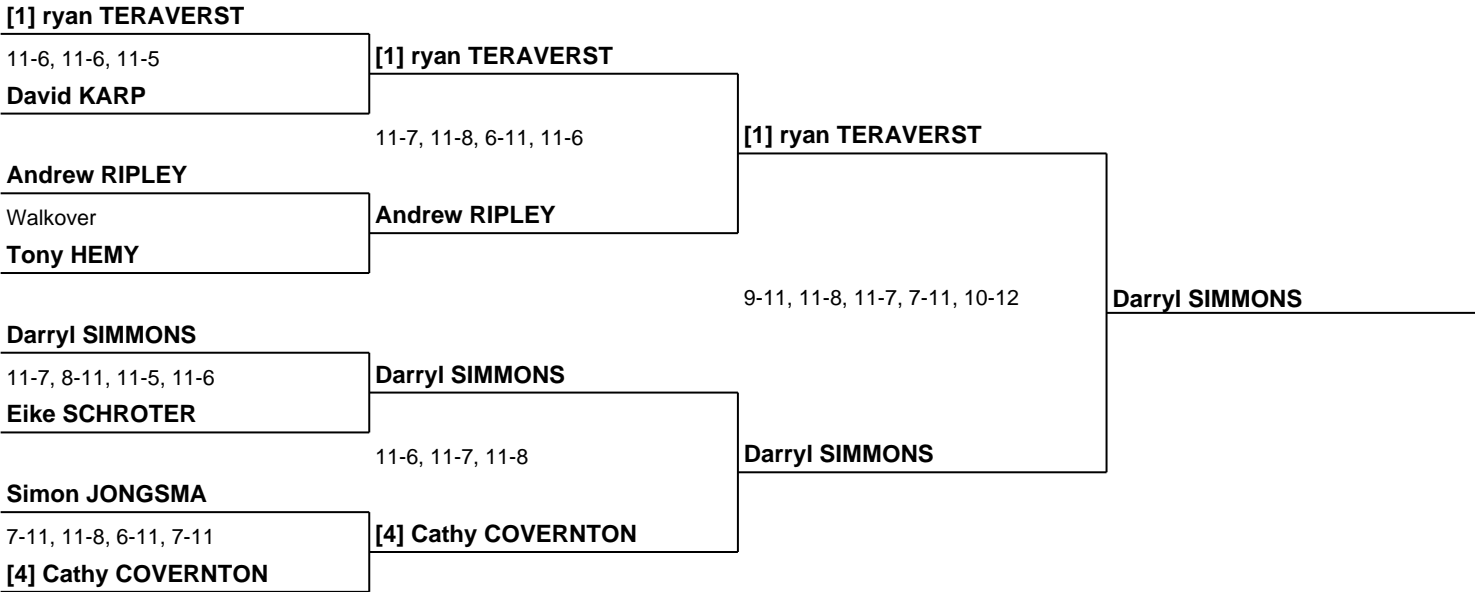 [1] ryan TERAVERST
11-6, 11-6, 11-5
[1] ryan TERAVERST
David KARP
11-7, 11-8, 6-11, 11-6
[1] ryan TERAVERST
Andrew RIPLEY
Walkover
Andrew RIPLEY
Tony HEMY
9-11, 11-8, 11-7, 7-11, 10-12
Darryl SIMMONS
Darryl SIMMONS
11-7, 8-11, 11-5, 11-6
Darryl SIMMONS
Eike SCHROTER
11-6, 11-7, 11-8
Darryl SIMMONS
Simon JONGSMA
7-11, 11-8, 6-11, 7-11
[4] Cathy COVERNTON
[4] Cathy COVERNTON